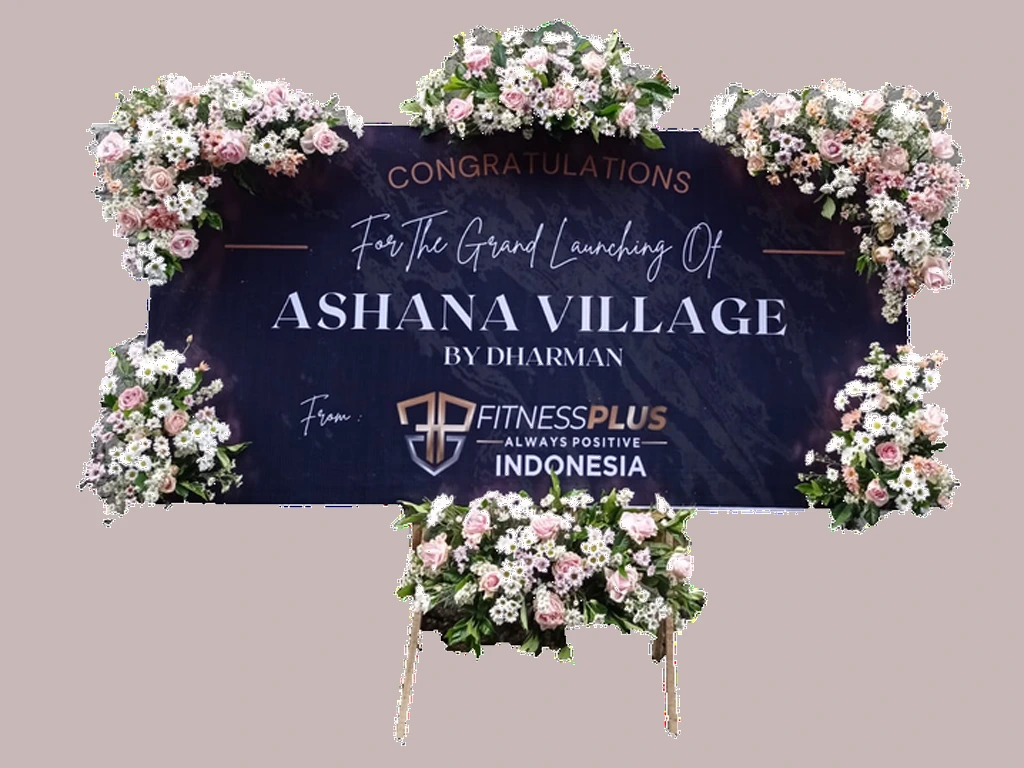 CONGRATULATIONS
For The Grand Launching Of
ASHANA VILLAGE
BY DHARMAN
From :
FITNESSPLUS
ALWAYS POSITIVE
INDONESIA